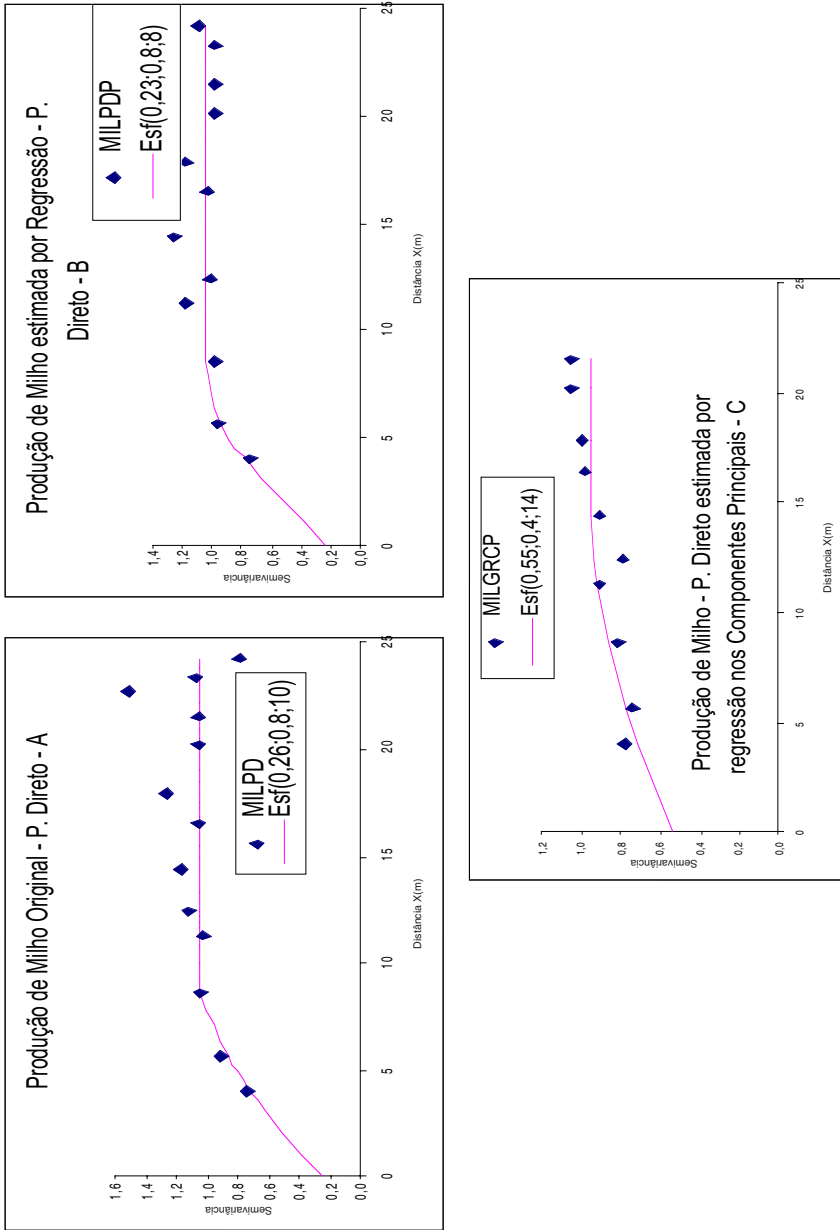 Produção de Milho Original - P. Direto - A
1,6
1,4
1,2
1,0
0,8
0,6
0,4
0,2
0,0
Semivariância
0
5
10
15
20
25
Distância X(m)
MILPD
Esf(0,26;0,8;10)
Produção de Milho estimada por Regressão - P.
Direto - B
1,4
1,2
1,0
0,8
0,6
0,4
0,2
0,0
Semivariância
0
5
10
15
20
25
Distância X(m)
MILPDP
Esf(0,23;0,8;8)
1,2
1,0
0,8
0,6
0,4
0,2
0,0
Semivariância
0
5
10
15
20
25
Distância X(m)
MILGRCP
Esf(0,55;0,4;14)
Produção de Milho - P. Direto estimada por
regressão nos Componentes Principais - C